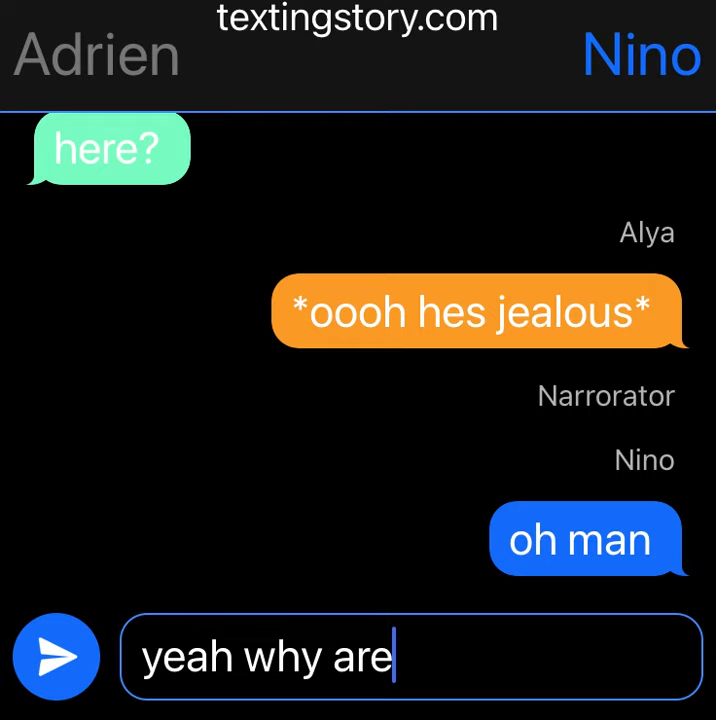 textingstory.com
Adrien Nino
here?
Alya
*oooh hes jealous*
Narrorator
Nino
oh man
yeah why are